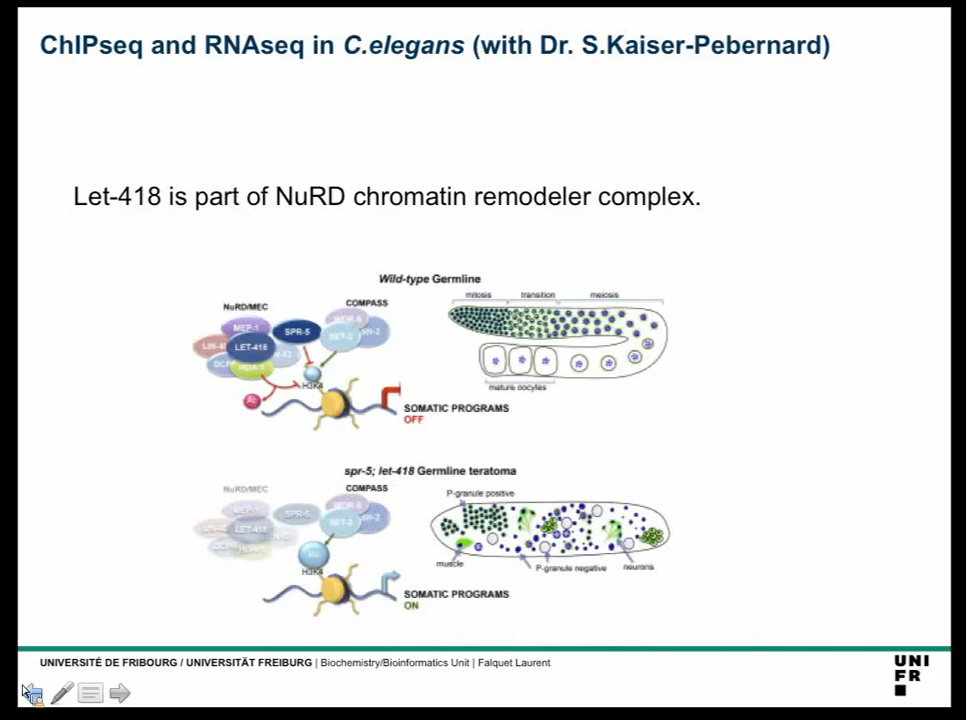 ChIPseq and RNAseq in C.elegans (with Dr. S.Kaiser-Pebernard)
Let-418 is part of NuRD chromatin remodeler complex.
Wild-type Germline
NuRD/MEC
COMPASS
MEP-1
SPR-5
LET-418
SET-2
H3K4
Ac
SOMATIC PROGRAMS
OFF
mitosis
transition
meiosis
mature oocytes
spr-5; let-418 Germline teratoma
NuRD/MEC
COMPASS
MEP-1
SPR-5
LET-418
SET-2
Me
H3K4
SOMATIC PROGRAMS
ON
P-granule positive
muscle
P-granule negative
neurons
UNIVERSITÉ DE FRIBOURG / UNIVERSITÄT FREIBURG | Biochemistry/Bioinformatics Unit | Falquet Laurent
UNI
FR